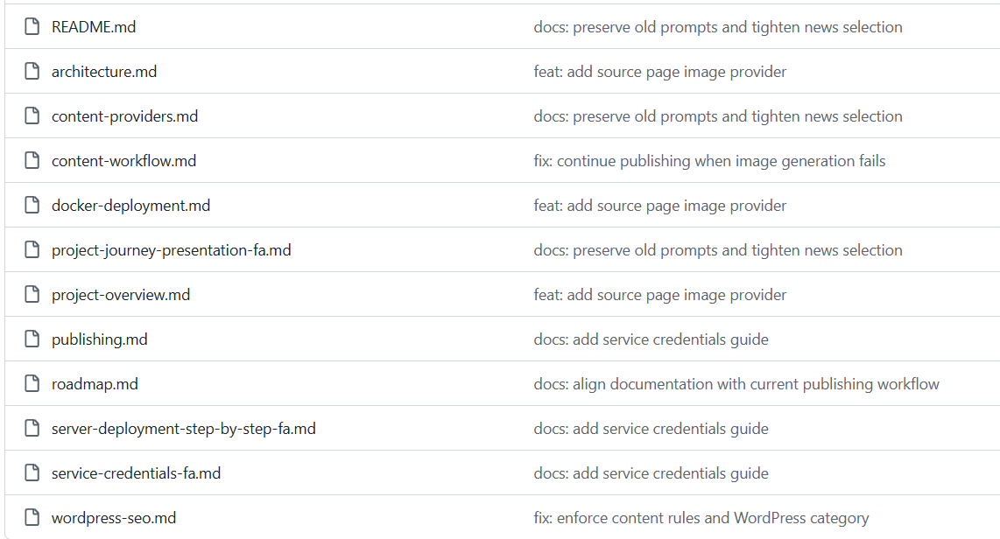 README.md docs: preserve old prompts and tighten news selection
architecture.md feat: add source page image provider
content-providers.md docs: preserve old prompts and tighten news selection
content-workflow.md fix: continue publishing when image generation fails
docker-deployment.md feat: add source page image provider
project-journey-presentation-fa.md docs: preserve old prompts and tighten news selection
project-overview.md feat: add source page image provider
publishing.md docs: add service credentials guide
roadmap.md docs: align documentation with current publishing workflow
server-deployment-step-by-step-fa.md docs: add service credentials guide
service-credentials-fa.md docs: add service credentials guide
wordpress-seo.md fix: enforce content rules and WordPress category